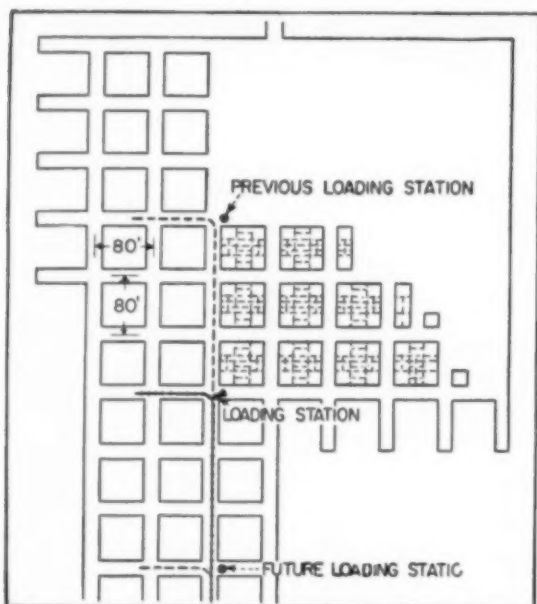 PREVIOUS LOADING STATION
80'
80'
LOADING STATION
FUTURE LOADING STATIC